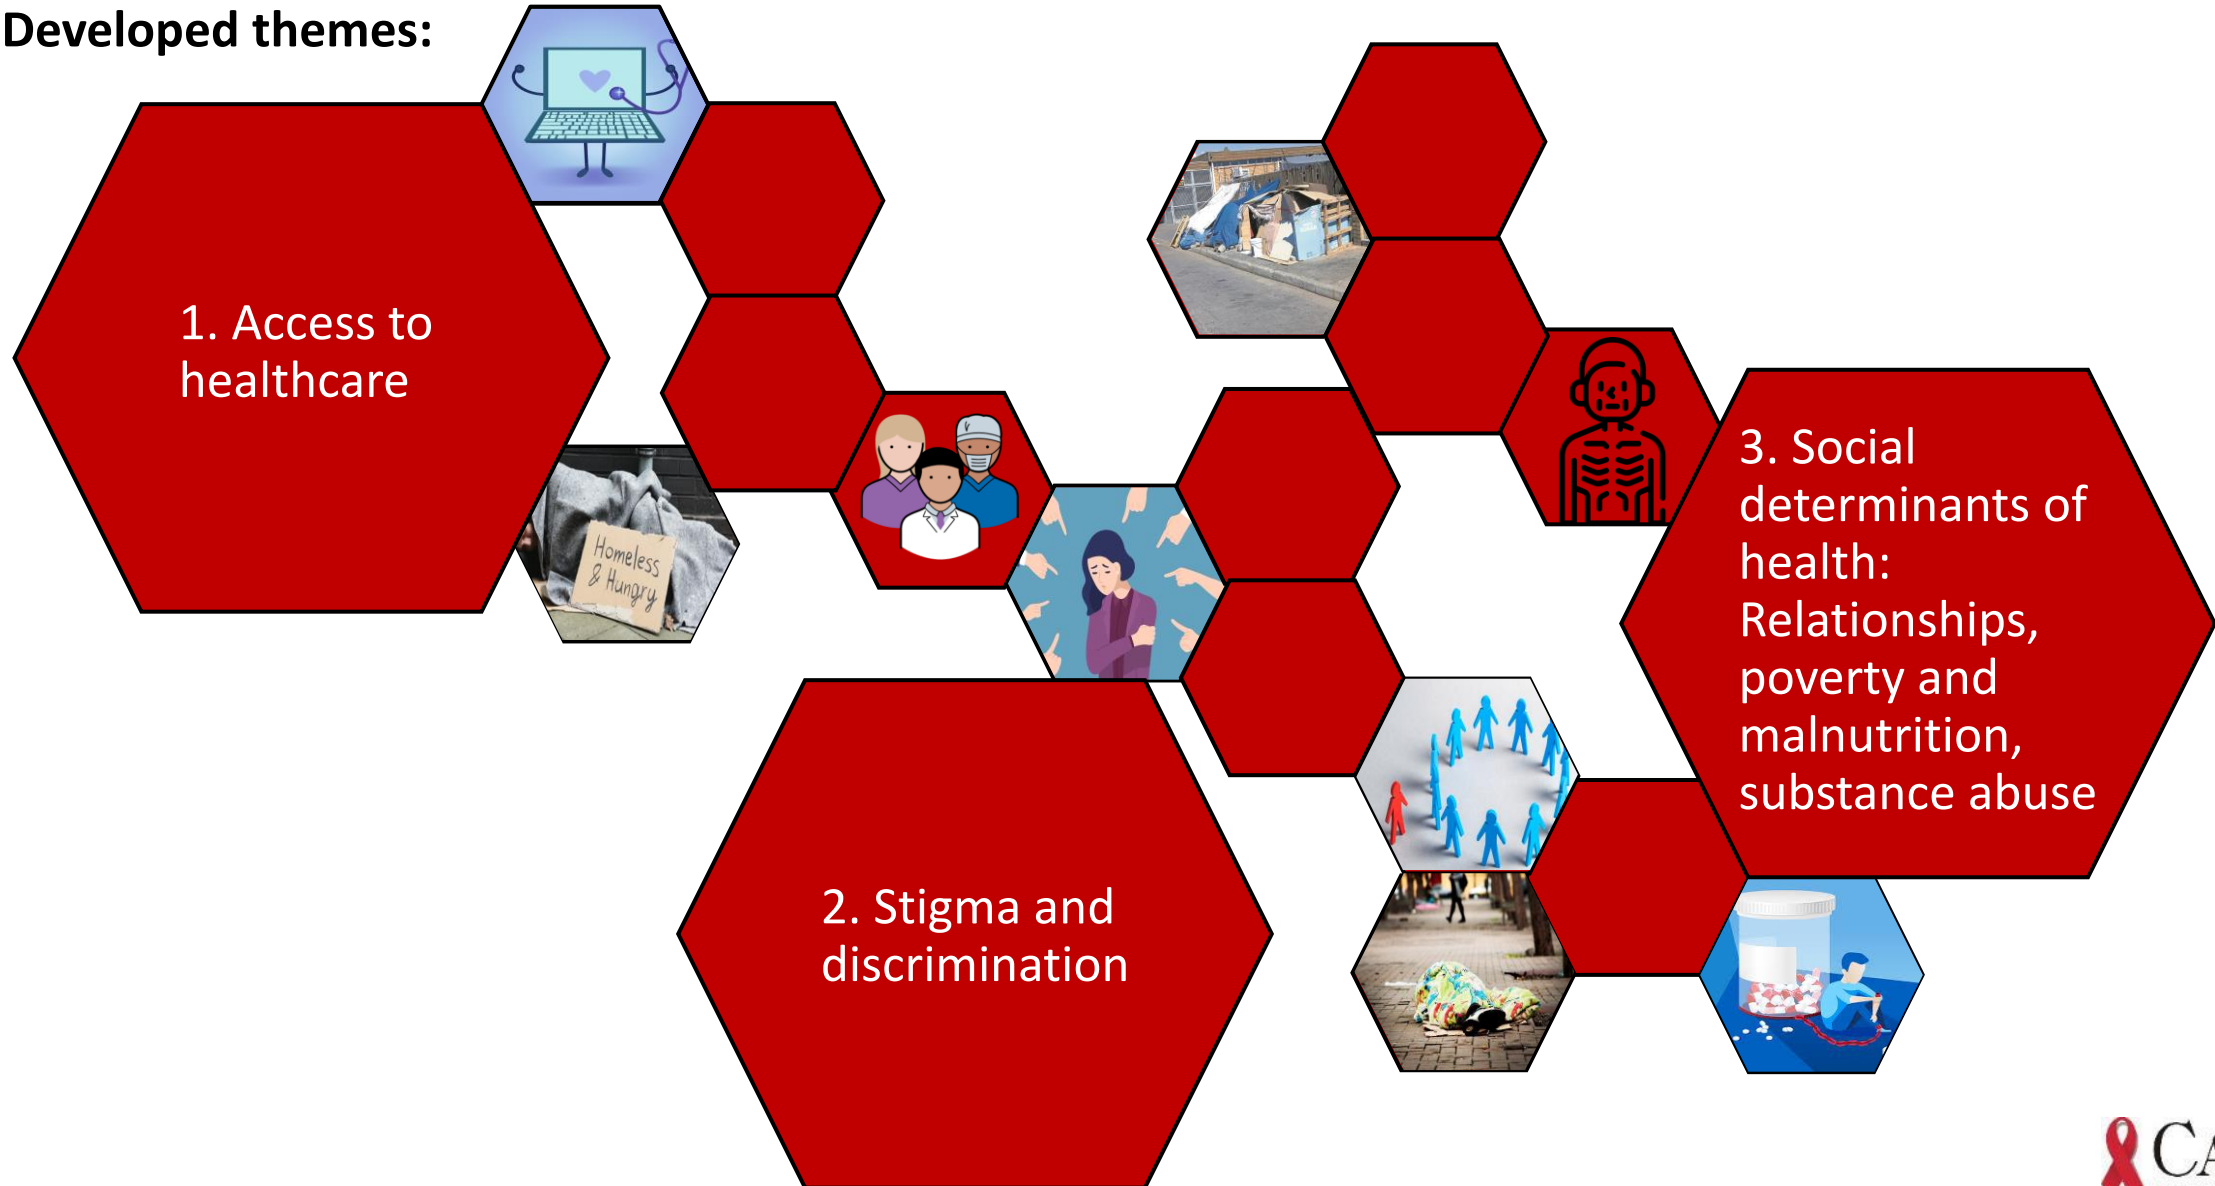 Developed themes:
1. Access to
healthcare
Homeless
& Hungry
2. Stigma and
discrimination
3. Social
determinants of
health:
Relationships,
poverty and
malnutrition,
substance abuse
CA